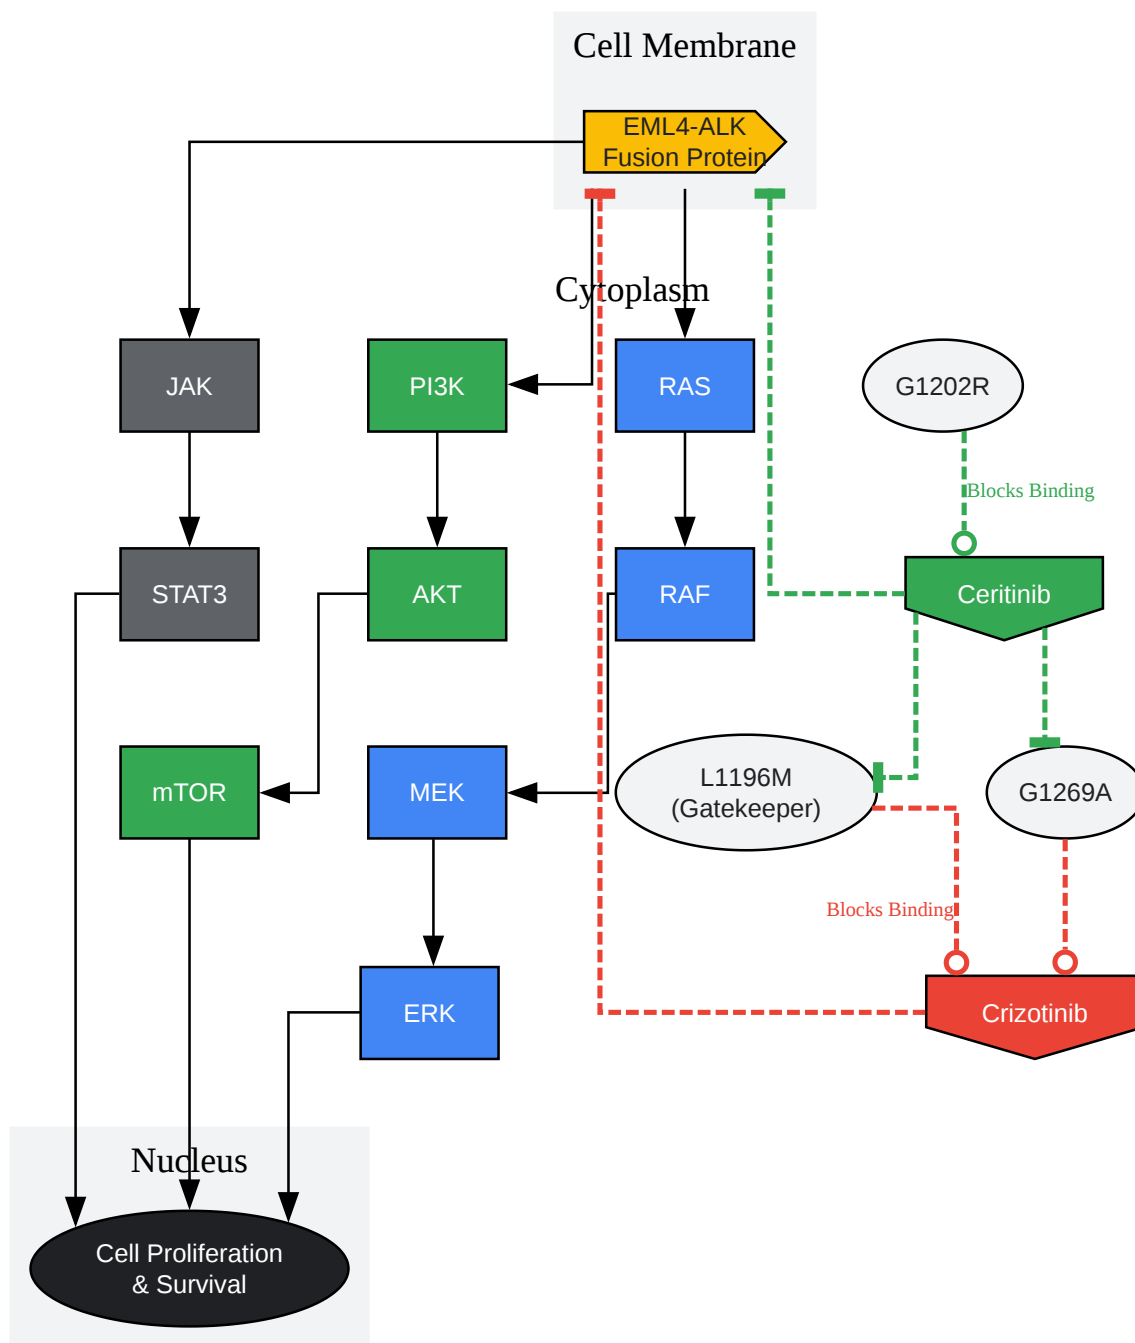 Cell Membrane
EML4-ALK
Fusion Protein
Cytoplasm
JAK
PI3K
RAS
G1202R
Blocks Binding
STAT3
AKT
RAF
Ceritinib
mTOR
MEK
L1196M
(Gatekeeper)
G1269A
Blocks Binding
ERK
Crizotinib
Nucleus
Cell Proliferation
& Survival